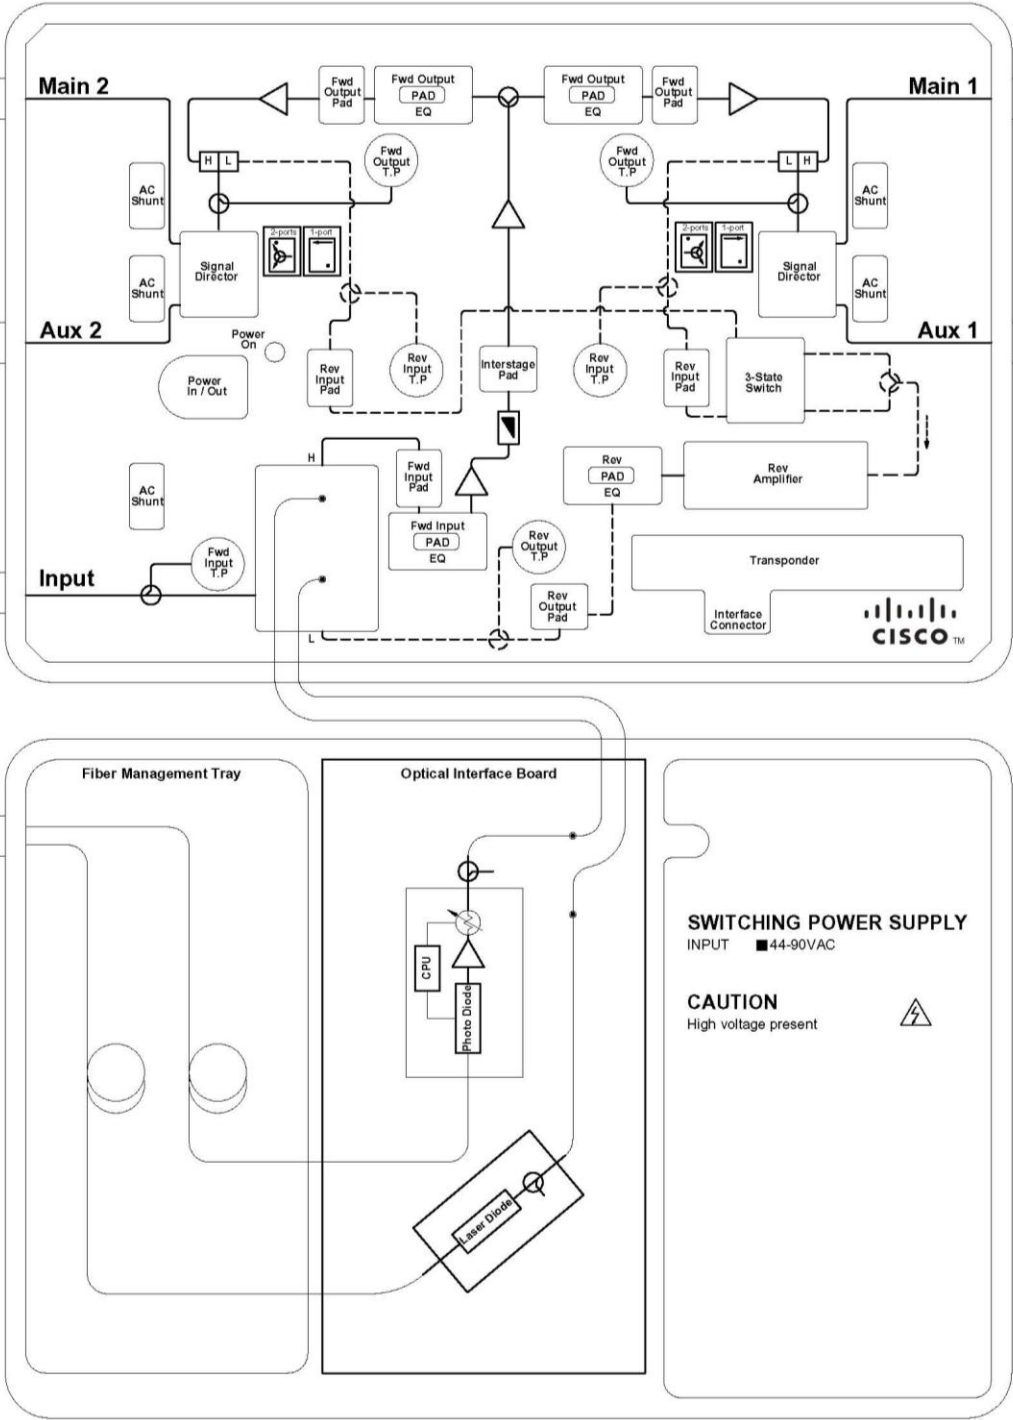 Main 2
Fwd
Output
Pad
Fwd Output
PAD
EQ
Fwd Output
PAD
EQ
Fwd
Output
Pad
Main 1
H L
Fwd
Output
T.P
Fwd
Output
T.P
L H
AC
Shunt
AC
Shunt
2-ports
1-port
2-ports
1-port
Signal
Director
Signal
Director
AC
Shunt
AC
Shunt
Aux 2
Aux 1
Power
On
Power
In / Out
Rev
Input
Pad
Rev
Input
T.P
Interstage
Pad
Rev
Input
T.P
Rev
Input
Pad
3-State
Switch
H
Fwd
Input
Pad
Rev
PAD
EQ
Rev
Amplifier
AC
Shunt
Fwd Input
PAD
EQ
Rev
Output
T.P
Fwd
Input
T.P
Transponder
Input
Rev
Output
Pad
Interface
Connector
CISCO TM
L
Fiber Management Tray
Optical Interface Board
CPU
Photo Diode
Laser Diode
SWITCHING POWER SUPPLY
INPUT ■44-90VAC
CAUTION
High voltage present